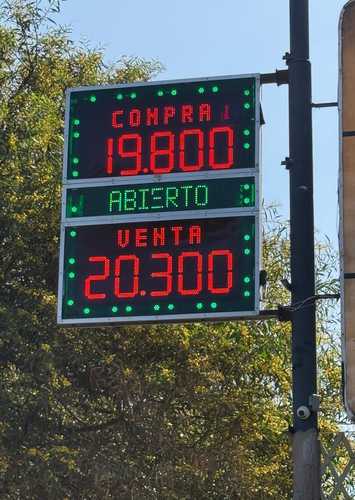 COMPRA
19.800
ABIERTO
VENTA
20.300